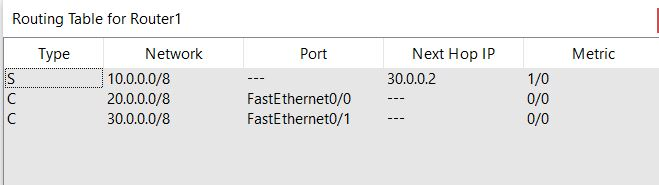 Routing Table for Router1
Type Network Port Next Hop IP Metric
S 10.0.0.0/8 --- 30.0.0.2 1/0
C 20.0.0.0/8 FastEthernet0/0 --- 0/0
C 30.0.0.0/8 FastEthernet0/1 --- 0/0